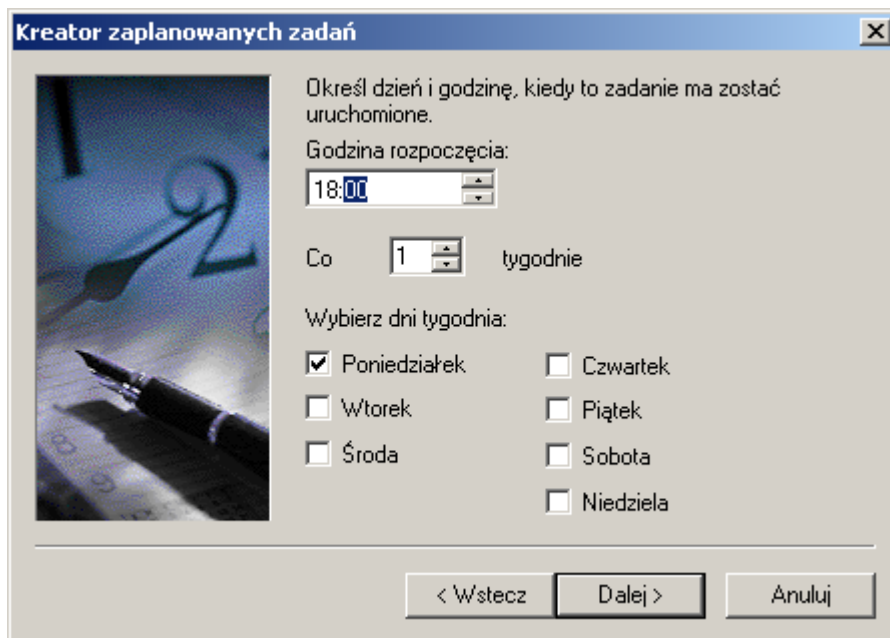 Kreator zaplanowanych zadań
Określ dzień i godzinę, kiedy to zadanie ma zostać
uruchomione.
Godzina rozpoczęcia:
18:00
Co 1 tygodnie
Wybierz dni tygodnia:
Poniedziałek
Wtorek
Środa
Czwartek
Piątek
Sobota
Niedziela
< Wstecz
Dalej >
Anuluj